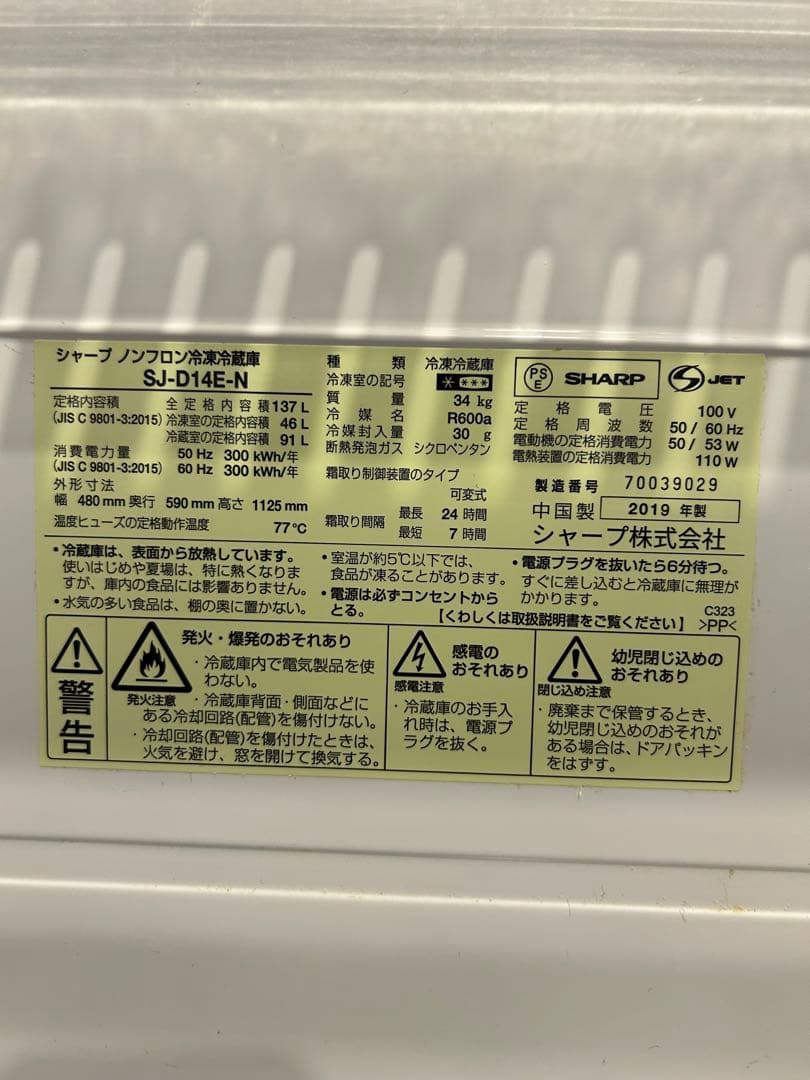 シャープ ノンフロン冷凍冷蔵庫
SJ-D14E-N
定格内容積 全定格内容積 137 L
(JIS C 9801-3:2015) 冷凍室の定格内容積 46 L
冷蔵室の定格内容積 91 L
消費電力量 50 Hz 300 kWh/年
(JIS C 9801-3:2015) 60 Hz 300 kWh/年
外形寸法
幅 480 mm 奥行 590 mm 高さ 1125 mm
温度ヒューズの定格動作温度 77℃
種類 冷凍冷蔵庫
冷凍室の記号 * ***
質量 34 kg
冷媒名 R600a
冷媒封入量 30 g
断熱発泡ガス シクロペンタン
霜取り制御装置のタイプ
可変式
霜取り間隔 最長 24 時間
最短 7 時間
PS
E
SHARP
S JET
定格電圧 100 V
定格周波数 50 / 60 Hz
電動機の定格消費電力 50 / 53 W
電熱装置の定格消費電力 110 W
製造番号 70039029
中国製 2019 年製
シャープ株式会社
・冷蔵庫は、表面から放熱しています。
使いはじめや夏場は、特に熱くなりま
すが、庫内の食品には影響ありません。
・水気の多い食品は、棚の奥に置かない。
・室温が約5℃以下では、
食品が凍ることがあります。
・電源は必ずコンセントから
とる。
・電源プラグを抜いたら6分待つ。
すぐに差し込むと冷蔵庫に無理が
かかります。
【くわしくは取扱説明書をご覧ください】
C323
>PP<
警告
発火・爆発のおそれあり
発火注意
・冷蔵庫内で電気製品を使
わない。
・冷蔵庫背面・側面などに
ある冷却回路(配管)を傷付けない。
・冷却回路(配管)を傷付けたときは、
火気を避け、窓を開けて換気する。
感電の
おそれあり
感電注意
・冷蔵庫のお手入
れ時は、電源プ
ラグを抜く。
幼児閉じ込めの
おそれあり
閉じ込め注意
・廃棄まで保管するとき、
幼児閉じ込めのおそれが
ある場合は、ドアパッキン
をはずす。